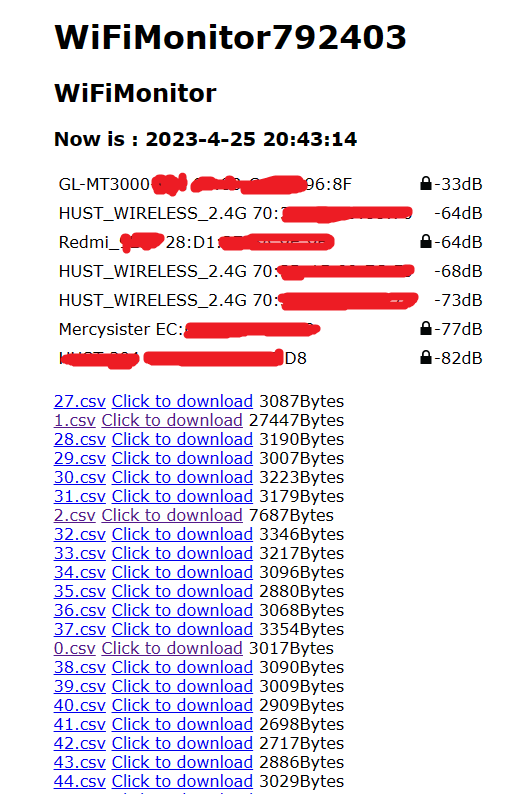 WiFiMonitor792403
WiFiMonitor
Now is : 2023-4-25 20:43:14
GL-MT3000 96:8F -33dB
HUST_WIRELESS_2.4G 70: -64dB
Redmi_ 28:D1: -64dB
HUST_WIRELESS_2.4G 70: -68dB
HUST_WIRELESS_2.4G 70: -73dB
Mercysister EC: -77dB
D8 -82dB
27.csv Click to download 3087Bytes
1.csv Click to download 27447Bytes
28.csv Click to download 3190Bytes
29.csv Click to download 3007Bytes
30.csv Click to download 3223Bytes
31.csv Click to download 3179Bytes
2.csv Click to download 7687Bytes
32.csv Click to download 3346Bytes
33.csv Click to download 3217Bytes
34.csv Click to download 3096Bytes
35.csv Click to download 2880Bytes
36.csv Click to download 3068Bytes
37.csv Click to download 3354Bytes
0.csv Click to download 3017Bytes
38.csv Click to download 3090Bytes
39.csv Click to download 3009Bytes
40.csv Click to download 2909Bytes
41.csv Click to download 2698Bytes
42.csv Click to download 2717Bytes
43.csv Click to download 2886Bytes
44.csv Click to download 3029Bytes